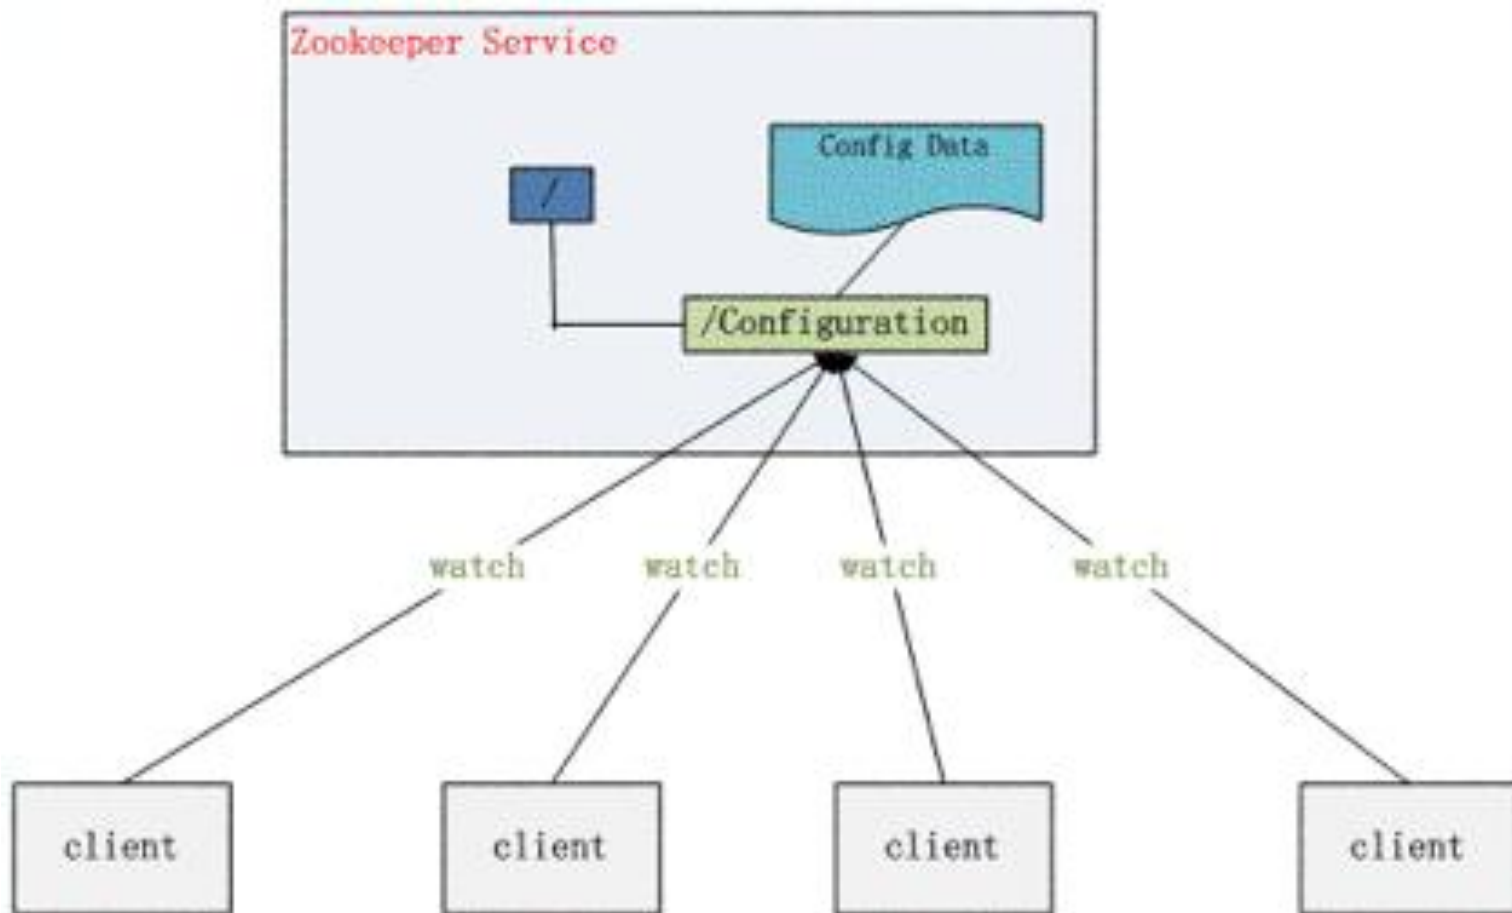 Zookeeper Service
Config Data
/
/Configuration
watch
watch
watch
watch
client
client
client
client